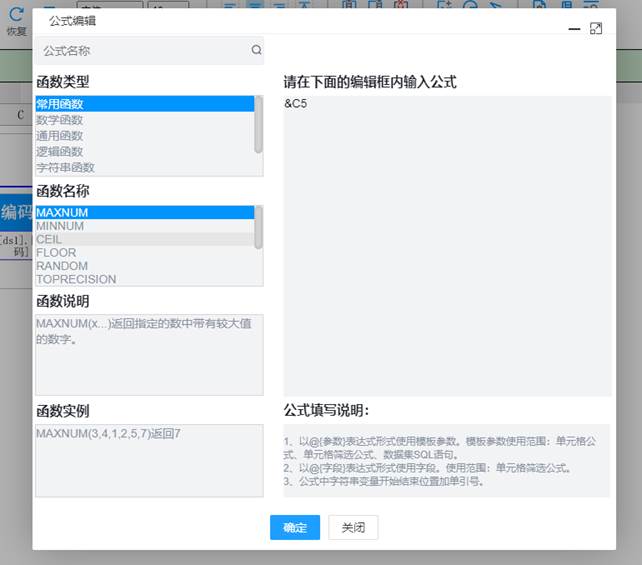 公式编辑
恢复
公式名称
函数类型
常用函数
数学函数
通用函数
逻辑函数
字符串函数
函数名称
MAXNUM
MINNUM
CEIL
FLOOR
RANDOM
TOPRECISION
函数说明
MAXNUM(x...)返回指定的数中带有较大值
的数字。
函数实例
MAXNUM(3,4,1,2,5,7)返回7
请在下面的编辑框内输入公式
&C5
公式填写说明：
1、以@{参数}表达式形式使用模板参数。模板参数使用范围：单元格公
式、单元格筛选公式、数据集SQL语句。
2、以@{字段}表达式形式使用字段。使用范围：单元格筛选公式。
3、公式中字符串变量开始结束位置加单引号。
确定
关闭
C
编码
[ds1].
码]